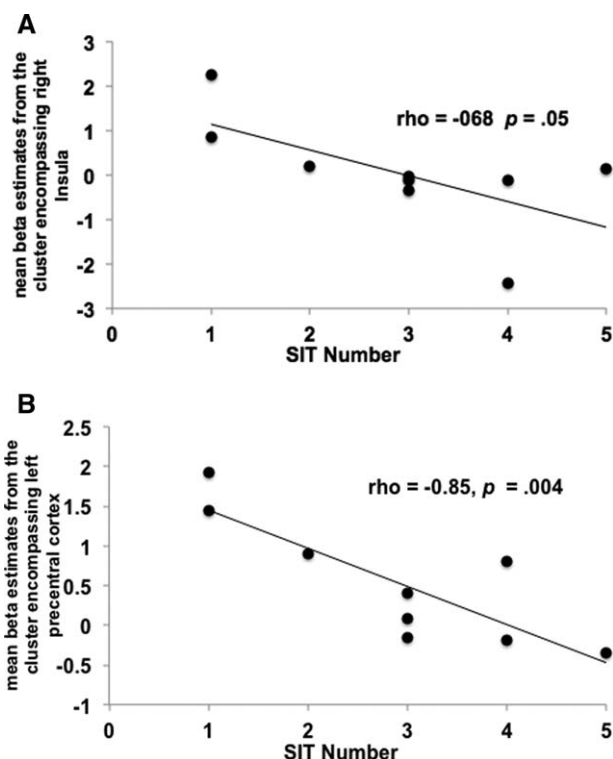 A
nean beta estimates from the
cluster encompassing right
Insula
3
2
1
0
-1
-2
-3
rho = -068 p = .05
0 1 2 3 4 5
SIT Number
B
mean beta estimates from the
cluster encompassing left
precentral cortex
2.5
2
1.5
1
0.5
0
-0.5
-1
rho = -0.85, p = .004
0 1 2 3 4 5
SIT Number